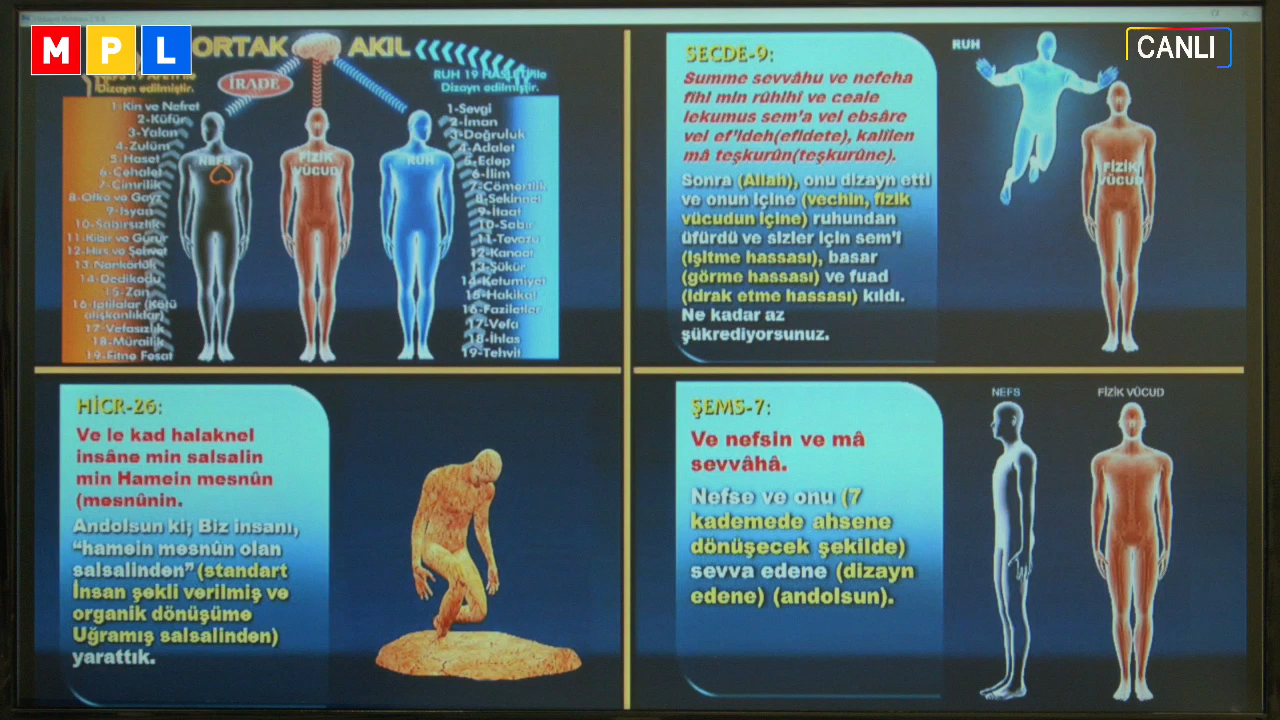 MPL
CANLI
ORTAK AKIL
İRADE
Dizayn edilmiştir.
RUH 19 HASLET ile
Dizayn edilmiştir.
1-Kin ve Nefret
2-Küfür
3-Yalan
4-Zulüm
5-Haset
6-Cehalet
7-Cimrilik
8-Öfke ve Gayz
9-İsyan
10-Sabırsızlık
11-Kibir ve Gurur
12-Hırs ve Şehvet
13-Nankörlük
14-Dedikodu
15-Zan
16-İptilalar (Kötü
alışkanlıklar)
17-Vefasızlık
18-Mürailik
19-Fitne Fesat
NEFS
FİZİK
VÜCUD
RUH
1-Sevgi
2-İman
3-Doğruluk
4-Adalet
5-Edep
6-İlim
7-Cömertlik
8-Sekinet
9-İtaat
10-Sabır
11-Tevazu
12-Kanaat
13-Şükür
14-Ketumiyet
15-Hakikat
16-Faziletler
17-Vefa
18-İhlas
19-Tehvit
SECDE-9:
Summe sevvâhu ve nefeha
fîhi min rûhihî ve ceale
lekumus sem'a vel ebsâre
vel ef'ideh(efidete), kalîlen
mâ teşkurûn(teşkurûne).
Sonra (Allah), onu dizayn etti
ve onun içine (vechin, fizik
vücudun içine) ruhundan
üfürdü ve sizler için sem'î
(işitme hassası), basar
(görme hassası) ve fuad
(idrak etme hassası) kıldı.
Ne kadar az
şükrediyorsunuz.
RUH
FİZİK
VÜCUD
HİCR-26:
Ve le kad halaknel
insâne min salsalin
min Hamein mesnûn
(mesnûnin.
Andolsun ki; Biz insanı,
“hamein mesnûn olan
salsalinden” (standart
İnsan şekli verilmiş ve
organik dönüşüme
Uğramış salsalinden)
yarattık.
ŞEMS-7:
Ve nefsin ve mâ
sevvâhâ.
Nefse ve onu (7
kademede ahsene
dönüşecek şekilde)
sevva edene (dizayn
edene) (andolsun).
NEFS
FİZİK VÜCUD